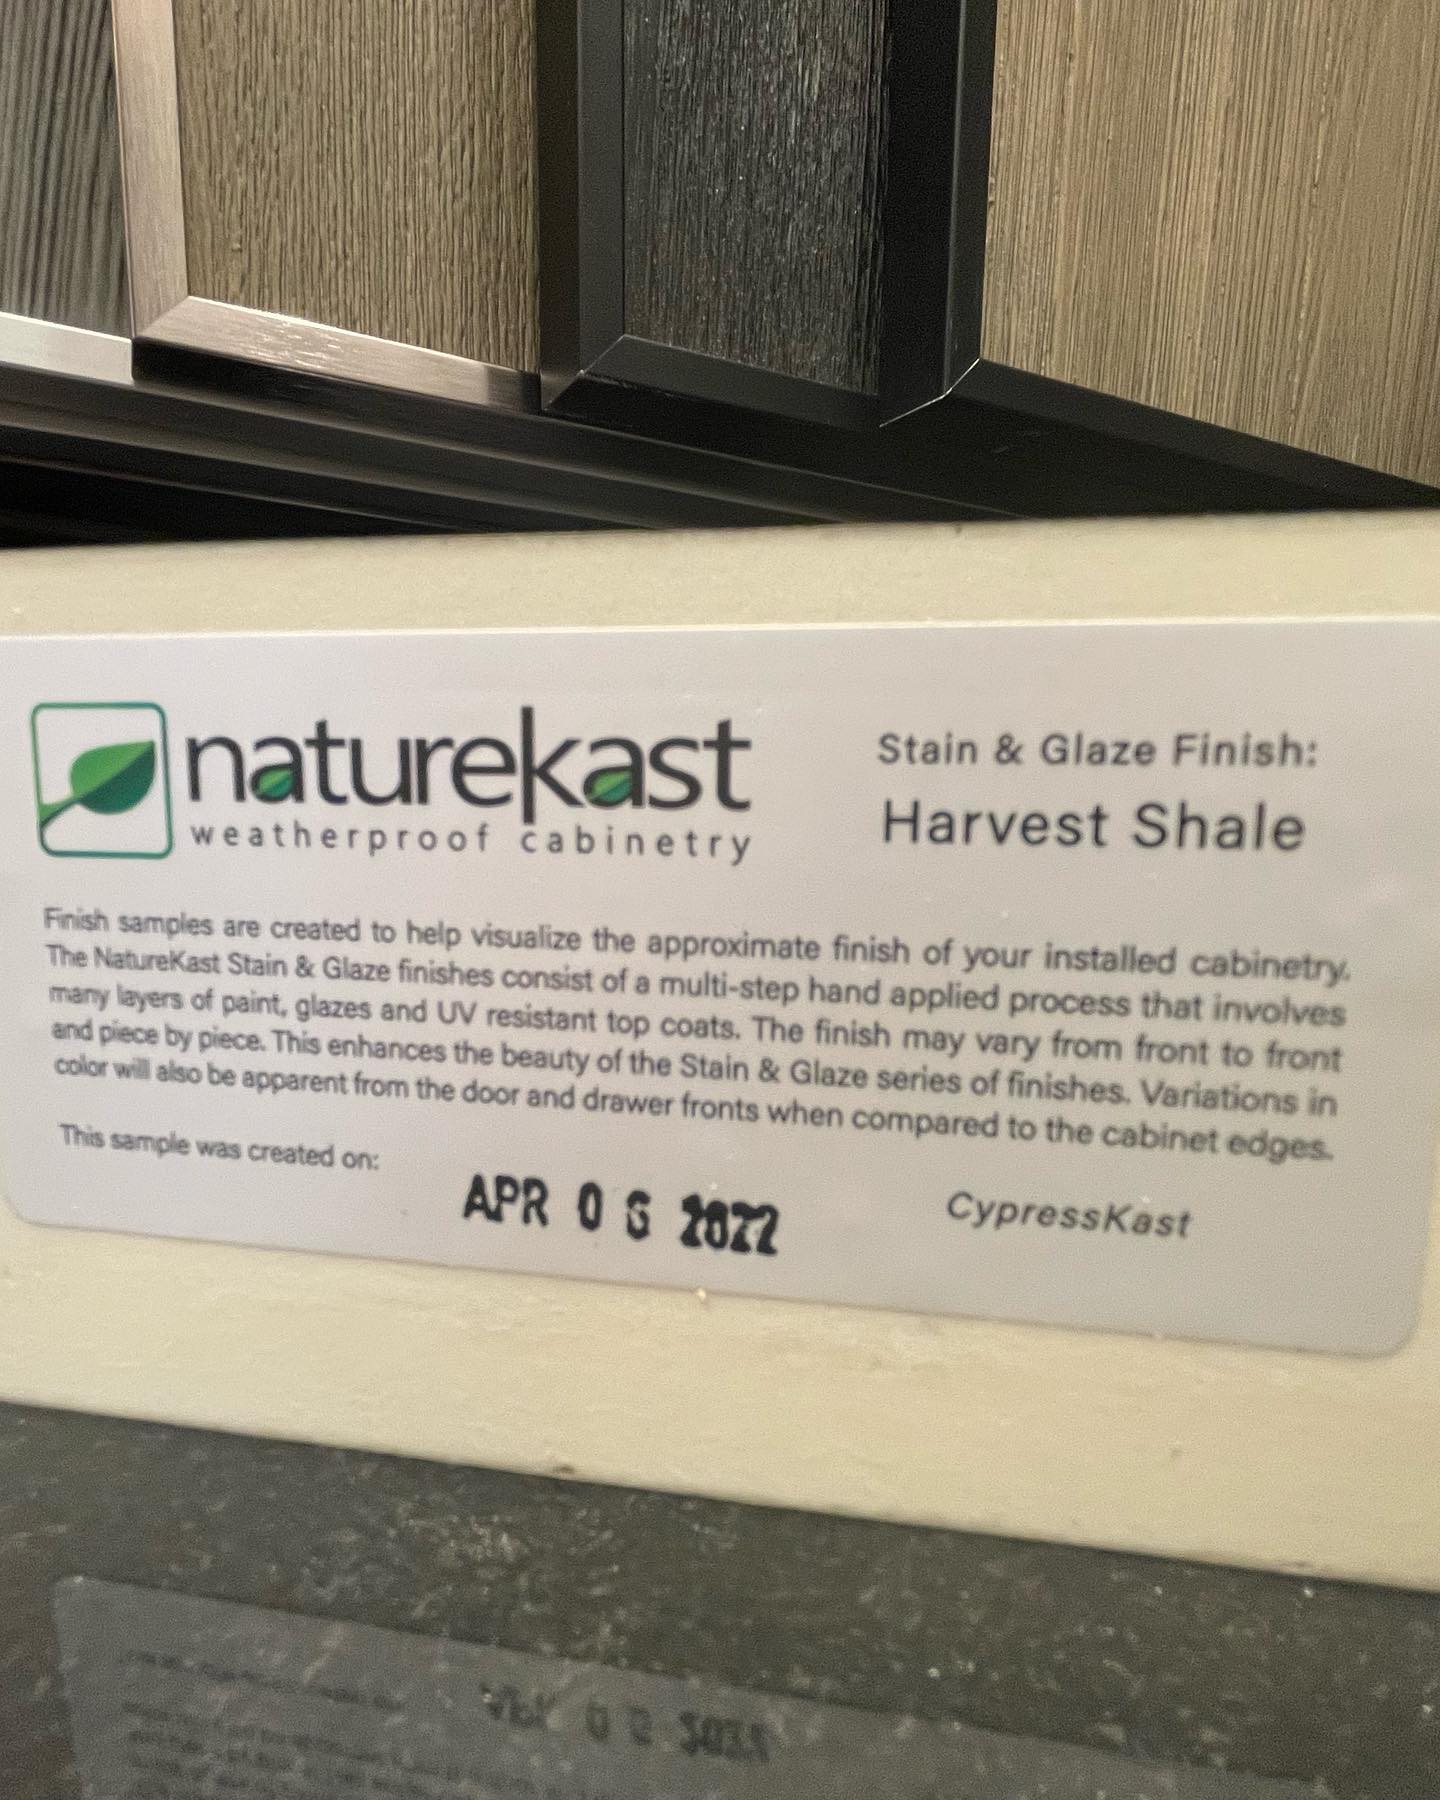 naturekast
weatherproof cabinetry
Stain & Glaze Finish:
Harvest Shale
Finish samples are created to help visualize the approximate finish of your installed cabinetry.
The NatureKast Stain & Glaze finishes consist of a multi-step hand applied process that involves
many layers of paint, glazes and UV resistant top coats. The finish may vary from front to front
and piece by piece. This enhances the beauty of the Stain & Glaze series of finishes. Variations in
color will also be apparent from the door and drawer fronts when compared to the cabinet edges.
This sample was created on:
APR 06 2022
CypressKast